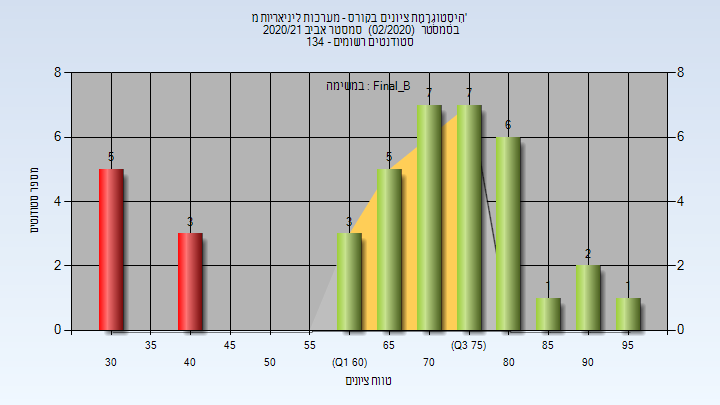 הִיסְטוֹגְרָמַת ציונים בקורס - מערכות ליניאריות מ'
בסמסטר (02/2020) סמסטר אביב 2020/21
סטודנטים רשומים - 134
במשימה : Final_B
8 8
6 6
4 4
2 2
0 0
5 3 3 5 7 7 6 1 2 1
מספר סטודנטים
35 45 55 65 (Q3 75) 85 95
30 40 50 (Q1 60) 70 80 90
טווח ציונים